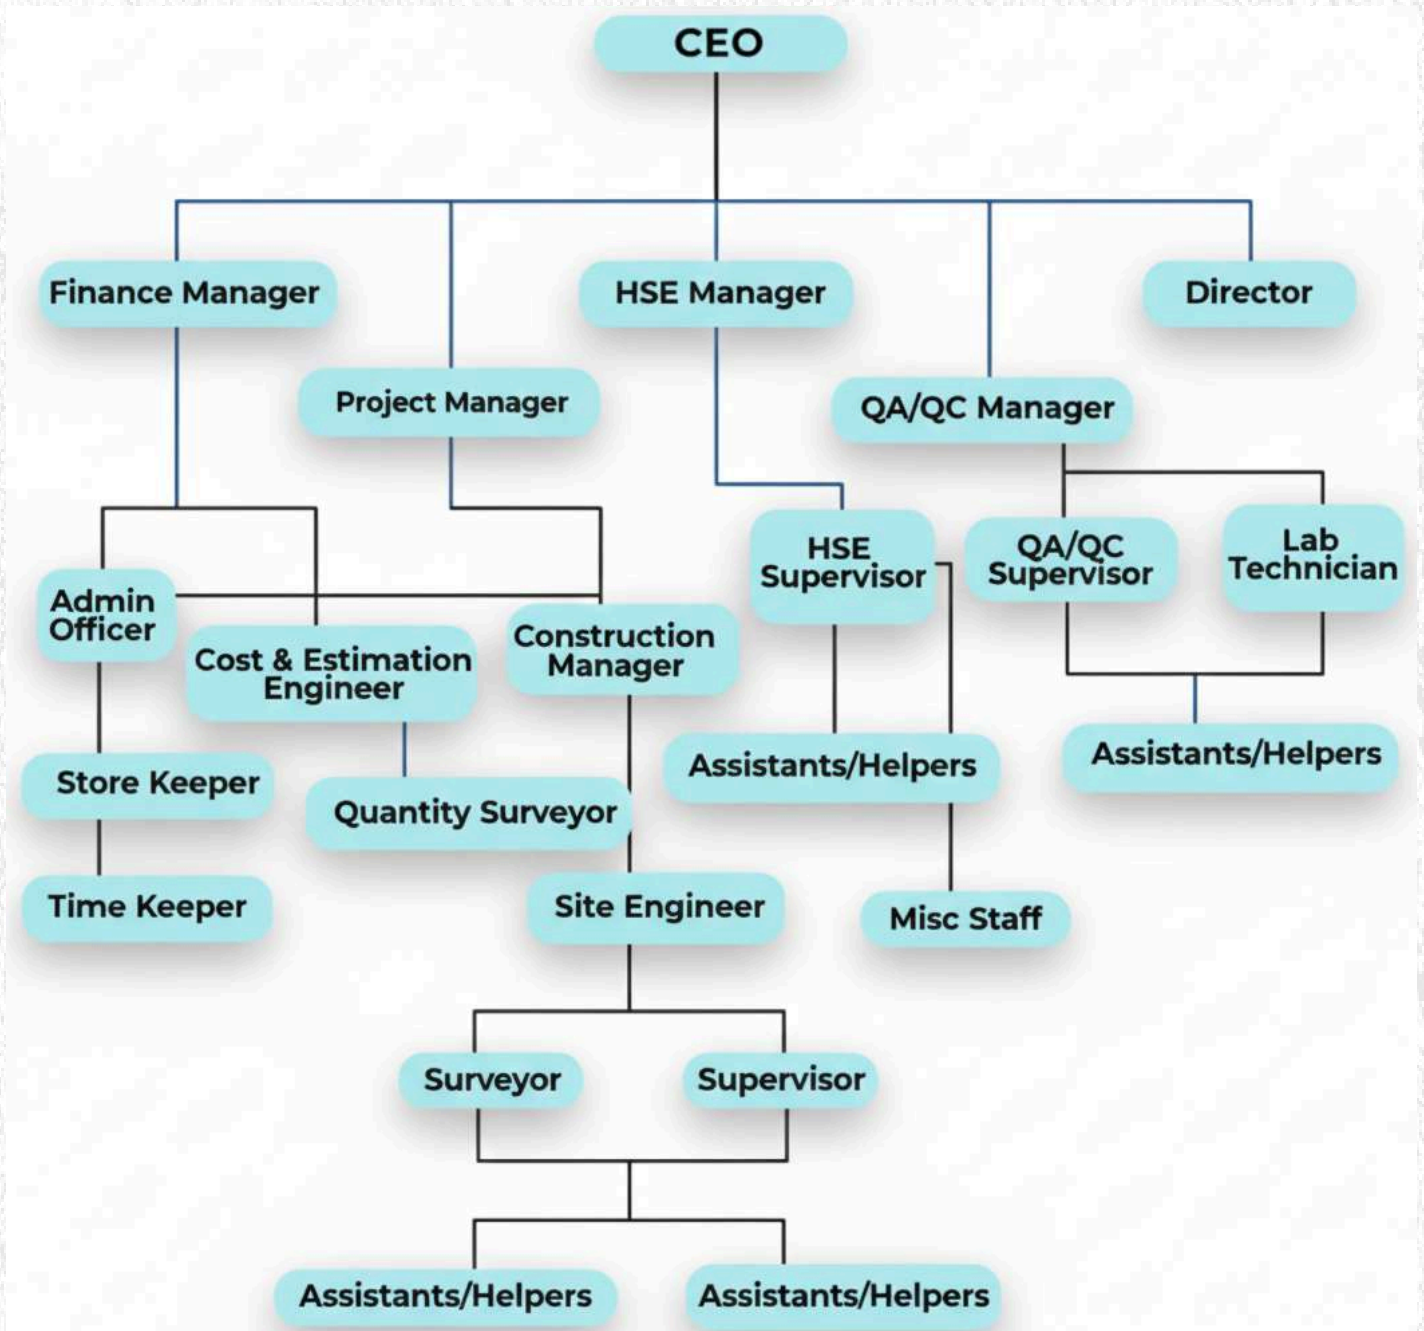 CEO
Finance Manager
HSE Manager
Director
Project Manager
QA/QC Manager
HSE
Supervisor
QA/QC
Supervisor
Lab
Technician
Admin
Officer
Cost & Estimation
Engineer
Construction
Manager
Store Keeper
Quantity Surveyor
Assistants/Helpers
Assistants/Helpers
Time Keeper
Site Engineer
Misc Staff
Surveyor
Supervisor
Assistants/Helpers
Assistants/Helpers